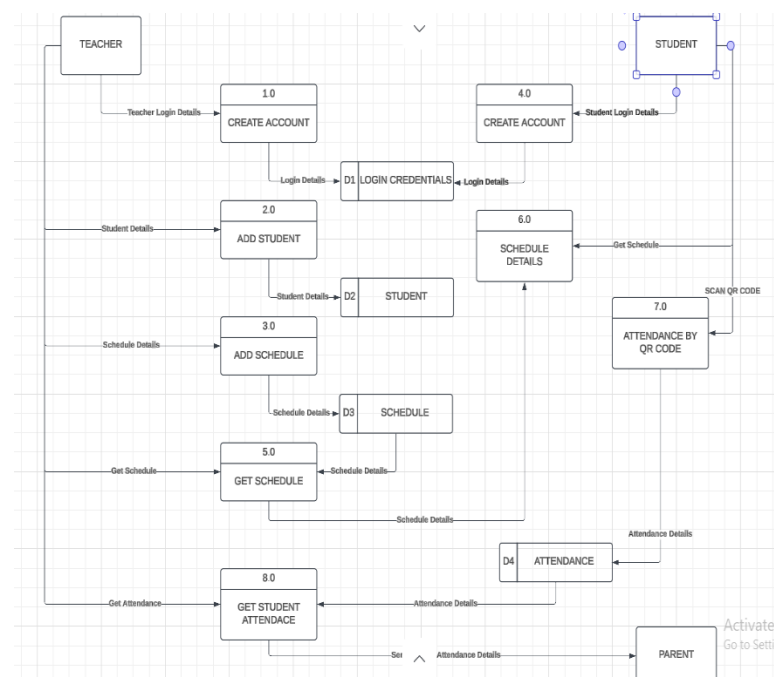 TEACHER
STUDENT
1.0
CREATE ACCOUNT
4.0
CREATE ACCOUNT
Teacher Login Details
Student Login Details
Login Details
D1 LOGIN CREDENTIALS
Login Details
2.0
ADD STUDENT
6.0
SCHEDULE
DETAILS
Student Details
Get Schedule
Student Details
D2 STUDENT
SCAN QR CODE
7.0
ATTENDANCE BY
QR CODE
3.0
ADD SCHEDULE
Schedule Details
Schedule Details
D3 SCHEDULE
5.0
GET SCHEDULE
Get Schedule
Schedule Details
Schedule Details
Attendance Details
D4 ATTENDANCE
8.0
GET STUDENT
ATTENDACE
Get Attendance
Attendance Details
Attendance Details
PARENT
Activate
Go to Setti